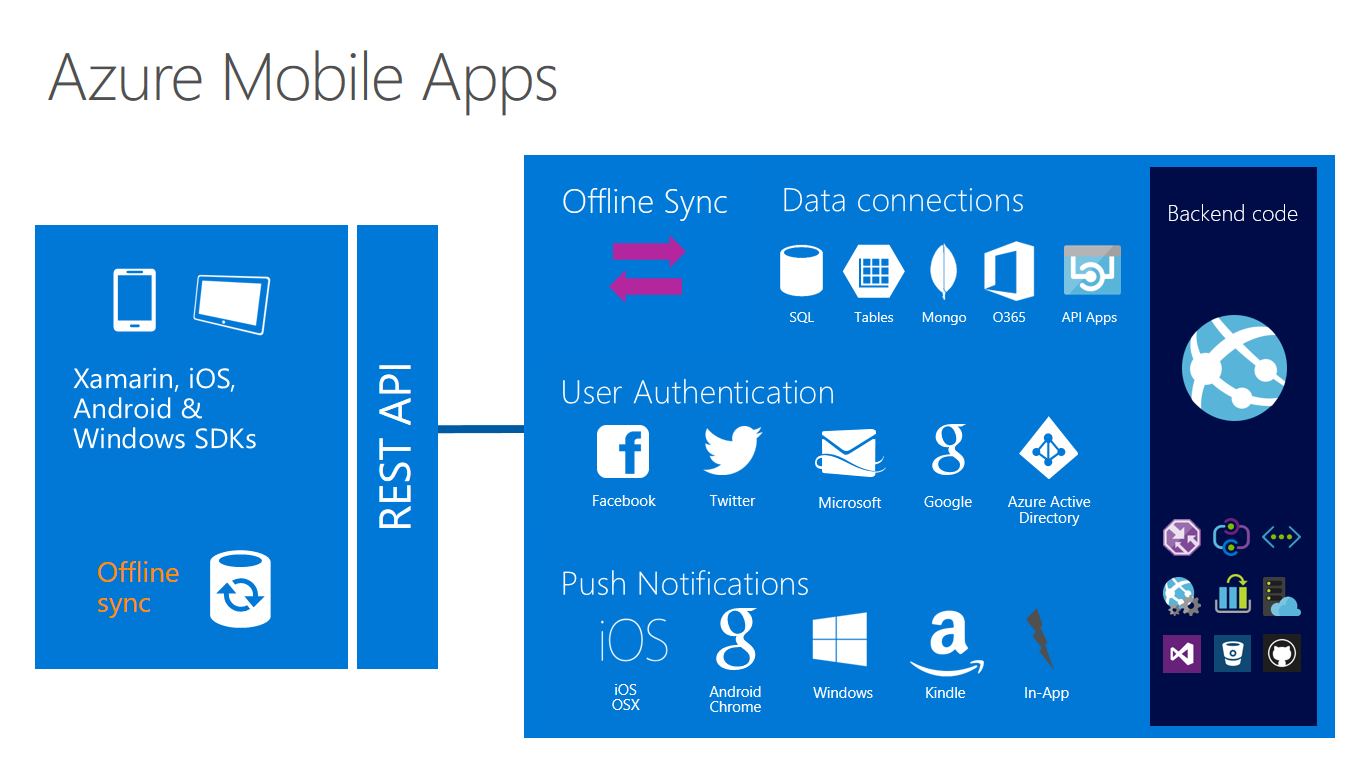 Azure Mobile Apps
Xamarin, iOS,
Android &
Windows SDKs
Offline
sync
REST API
Offline Sync
Data connections
SQL
Tables
Mongo
O365
API Apps
User Authentication
Facebook
Twitter
Microsoft
Google
Azure Active
Directory
Push Notifications
iOS
iOS
OSX
Android
Chrome
Windows
Kindle
In-App
Backend code